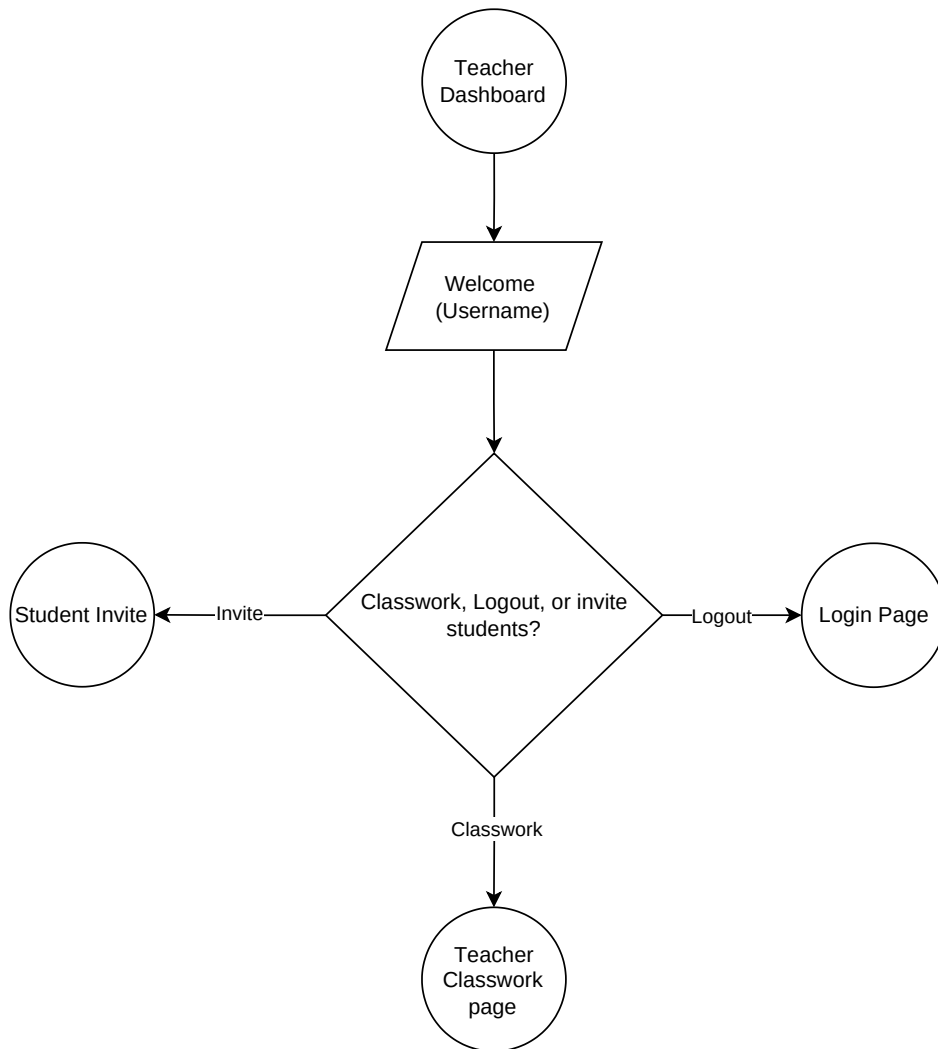 Teacher
Dashboard
Welcome
(Username)
Classwork, Logout, or invite
students?
Student Invite
Invite
Logout
Login Page
Classwork
Teacher
Classwork
page